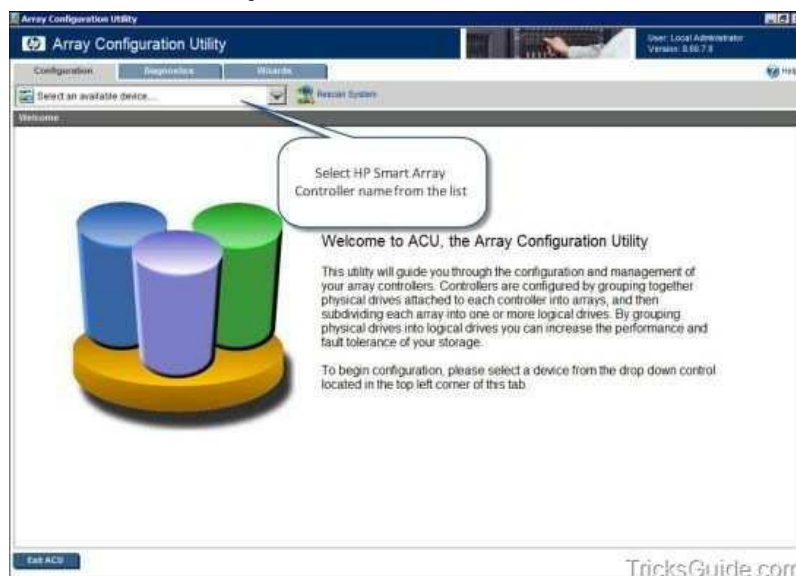 Array Configuration Utility
hp Array Configuration Utility
User: Local Administrator
Version: 8.60.7.0
Configuration Diagnostics Wizards
Help
Select an available device... Rescan System
Welcome
Select HP Smart Array
Controller name from the list
Welcome to ACU, the Array Configuration Utility
This utility will guide you through the configuration and management of
your array controllers. Controllers are configured by grouping together
physical drives attached to each controller into arrays, and then
subdividing each array into one or more logical drives. By grouping
physical drives into logical drives you can increase the performance and
fault tolerance of your storage.
To begin configuration, please select a device from the drop down control
located in the top left corner of this tab
Exit ACU
TricksGuide.com